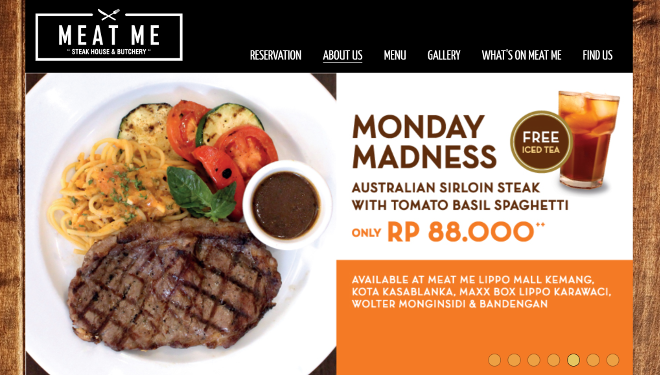 MEAT ME
STEAK HOUSE & BUTCHERY
RESERVATION ABOUT US MENU GALLERY WHAT'S ON MEAT ME FIND US
MONDAY
MADNESS
FREE
ICED TEA
AUSTRALIAN SIRLOIN STEAK
WITH TOMATO BASIL SPAGHETTI
ONLY RP 88.000++
AVAILABLE AT MEAT ME LIPPO MALL KEMANG,
KOTA KASABLANKA, MAXX BOX LIPPO KARAWACI,
WOLTER MONGINSIDI & BANDENGAN